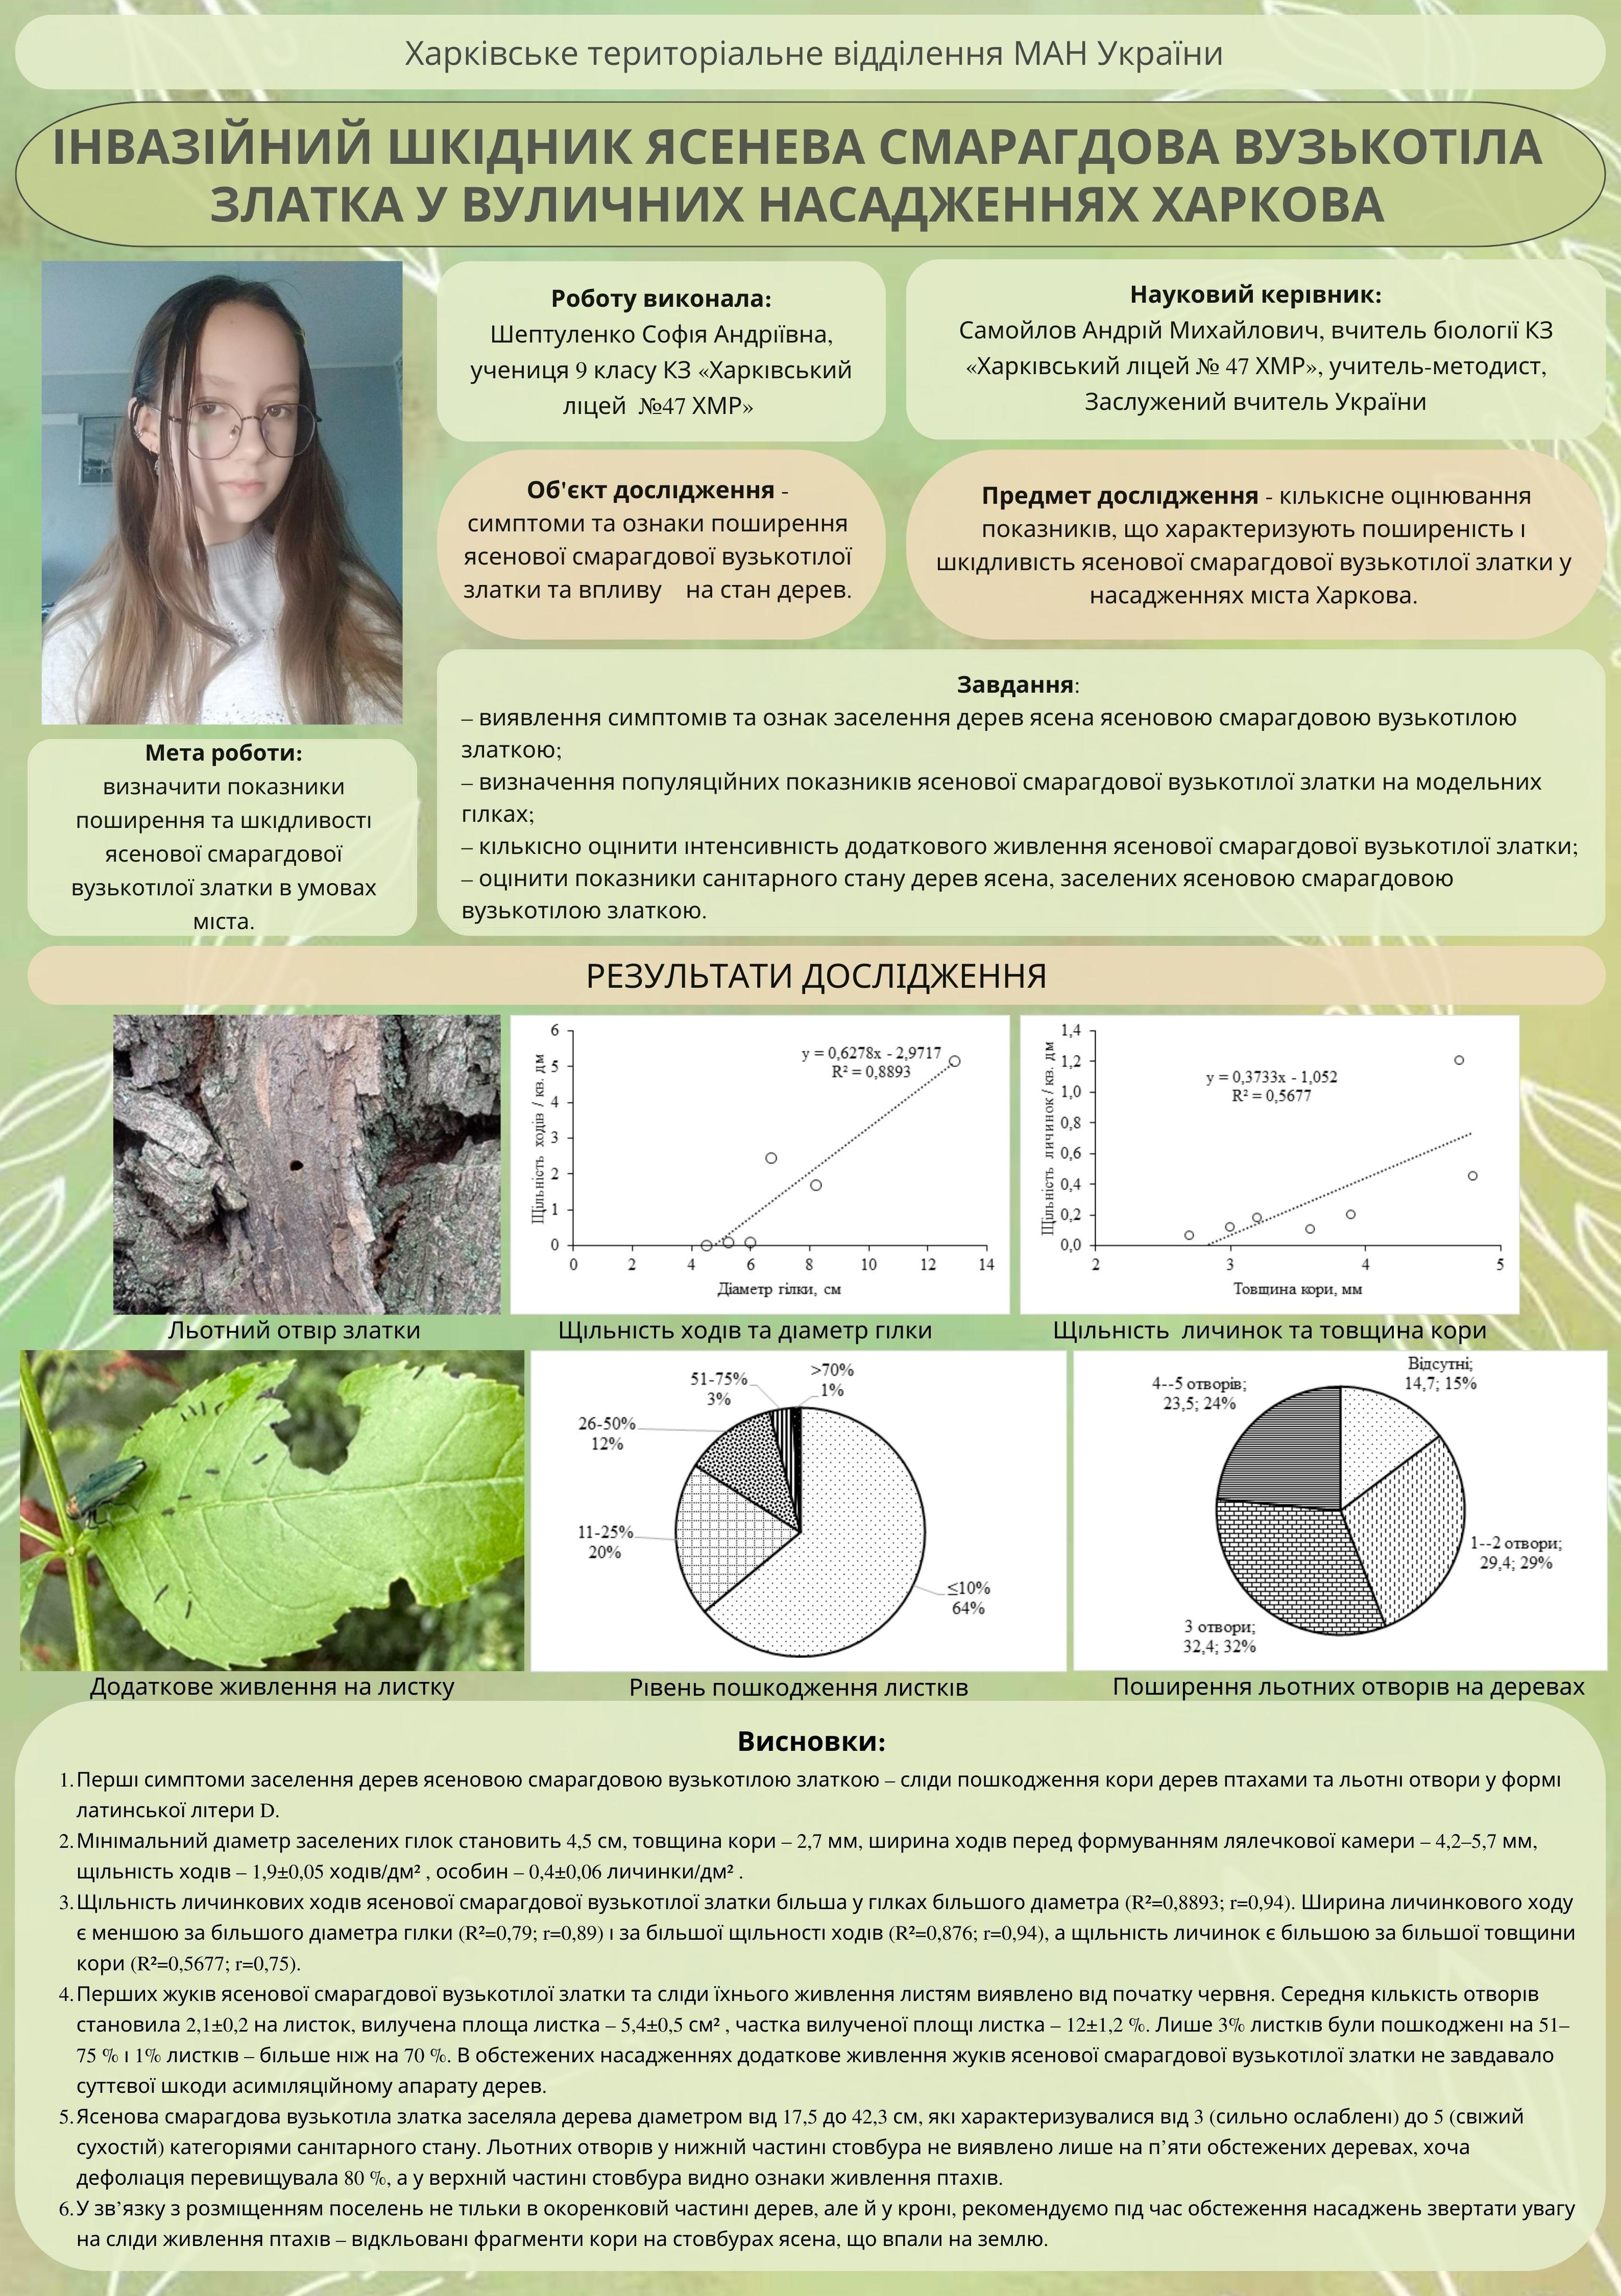 Харківське територіальне відділення МАН України
ІНВАЗІЙНИЙ ШКІДНИК ЯСЕНЕВА СМАРАГДОВА ВУЗЬКОТІЛА
ЗЛАТКА У ВУЛИЧНИХ НАСАДЖЕННЯХ ХАРКОВА
Роботу виконала:
Шептуленко Софія Андріївна,
учениця 9 класу КЗ «Харківський
ліцей №47 ХМР»
Науковий керівник:
Самойлов Андрій Михайлович, вчитель біології КЗ
«Харківський ліцей № 47 ХМР», учитель-методист,
Заслужений вчитель України
Об'єкт дослідження -
симптоми та ознаки поширення
ясенової смарагдової вузькотілої
златки та впливу на стан дерев.
Предмет дослідження - кількісне оцінювання
показників, що характеризують поширеність і
шкідливість ясенової смарагдової вузькотілої златки у
насадженнях міста Харкова.
Мета роботи:
визначити показники
поширення та шкідливості
ясенової смарагдової
вузькотілої златки в умовах
міста.
Завдання:
– виявлення симптомів та ознак заселення дерев ясена ясеновою смарагдовою вузькотілою
златкою;
– визначення популяційних показників ясенової смарагдової вузькотілої златки на модельних
гілках;
– кількісно оцінити інтенсивність додаткового живлення ясенової смарагдової вузькотілої златки;
– оцінити показники санітарного стану дерев ясена, заселених ясеновою смарагдовою
вузькотілою златкою.
РЕЗУЛЬТАТИ ДОСЛІДЖЕННЯ
Щільність ходів / кв. дм
6
5
4
3
2
1
0
y = 0,6278x - 2,9717
R² = 0,8893
0 2 4 6 8 10 12 14
Діаметр гілки, см
Щільність личинок / кв. дм
1,4
1,2
1,0
0,8
0,6
0,4
0,2
0,0
y = 0,3733x - 1,052
R² = 0,5677
2 3 4 5
Товщина кори, мм
Льотний отвір златки
Щільність ходів та діаметр гілки
Щільність личинок та товщина кори
51-75%
3%
>70%
1%
26-50%
12%
11-25%
20%
≤10%
64%
Відсутні;
14,7; 15%
4--5 отворів;
23,5; 24%
1--2 отвори;
29,4; 29%
3 отвори;
32,4; 32%
Додаткове живлення на листку
Рівень пошкодження листків
Поширення льотних отворів на деревах
Висновки:
1. Перші симптоми заселення дерев ясеновою смарагдовою вузькотілою златкою – сліди пошкодження кори дерев птахами та льотні отвори у формі
латинської літери D.
2. Мінімальний діаметр заселених гілок становить 4,5 см, товщина кори – 2,7 мм, ширина ходів перед формуванням лялечкової камери – 4,2–5,7 мм,
щільність ходів – 1,9±0,05 ходів/дм² , особин – 0,4±0,06 личинки/дм² .
3. Щільність личинкових ходів ясенової смарагдової вузькотілої златки більша у гілках більшого діаметра (R²=0,8893; r=0,94). Ширина личинкового ходу
є меншою за більшого діаметра гілки (R²=0,79; r=0,89) і за більшої щільності ходів (R²=0,876; r=0,94), а щільність личинок є більшою за більшої товщини
кори (R²=0,5677; r=0,75).
4. Перших жуків ясенової смарагдової вузькотілої златки та сліди їхнього живлення листям виявлено від початку червня. Середня кількість отворів
становила 2,1±0,2 на листок, вилучена площа листка – 5,4±0,5 см² , частка вилученої площі листка – 12±1,2 %. Лише 3% листків були пошкоджені на 51–
75 % і 1% листків – більше ніж на 70 %. В обстежених насадженнях додаткове живлення жуків ясенової смарагдової вузькотілої златки не завдавало
суттєвої шкоди асиміляційному апарату дерев.
5. Ясенова смарагдова вузькотіла златка заселяла дерева діаметром від 17,5 до 42,3 см, які характеризувалися від 3 (сильно ослаблені) до 5 (свіжий
сухостій) категоріями санітарного стану. Льотних отворів у нижній частині стовбура не виявлено лише на п’яти обстежених деревах, хоча
дефоліація перевищувала 80 %, а у верхній частині стовбура видно ознаки живлення птахів.
6. У зв’язку з розміщенням поселень не тільки в окоренковій частині дерев, але й у кроні, рекомендуємо під час обстеження насаджень звертати увагу
на сліди живлення птахів – відкльовані фрагменти кори на стовбурах ясена, що впали на землю.